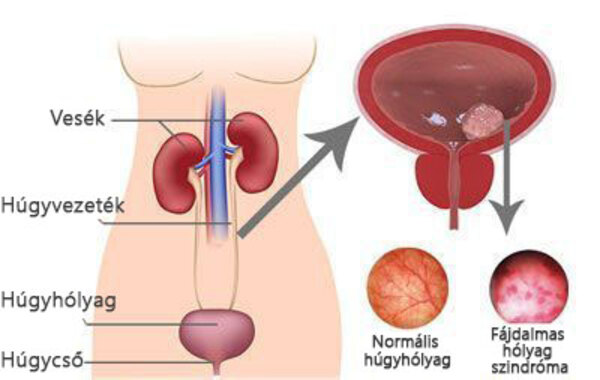 Vesék
Húgyvezeték
Húgyhólyag
Húgycső
Normális
húgyhólyag
Fájdalmas
hólyag
szindróma